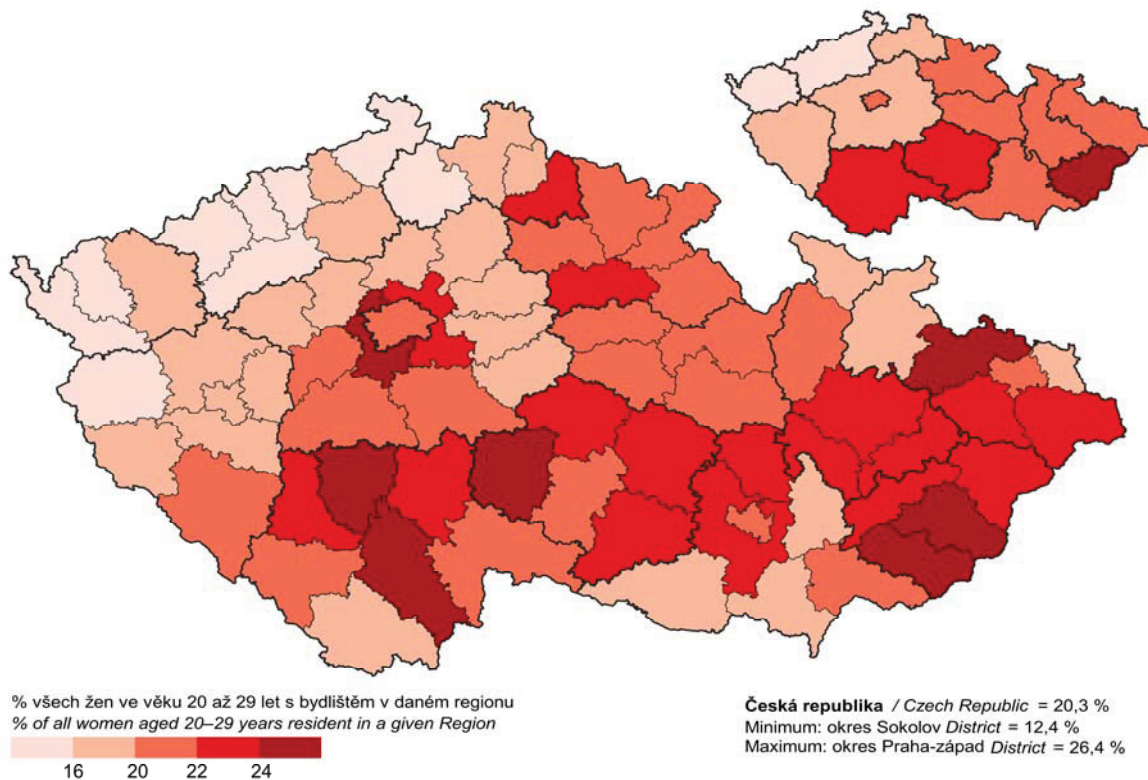 % všech žen ve věku 20 až 29 let s bydlištěm v daném regionu
% of all women aged 20–29 years resident in a given Region
16 20 22 24
Česká republika / Czech Republic = 20,3 %
Minimum: okres Sokolov District = 12,4 %
Maximum: okres Praha-západ District = 26,4 %